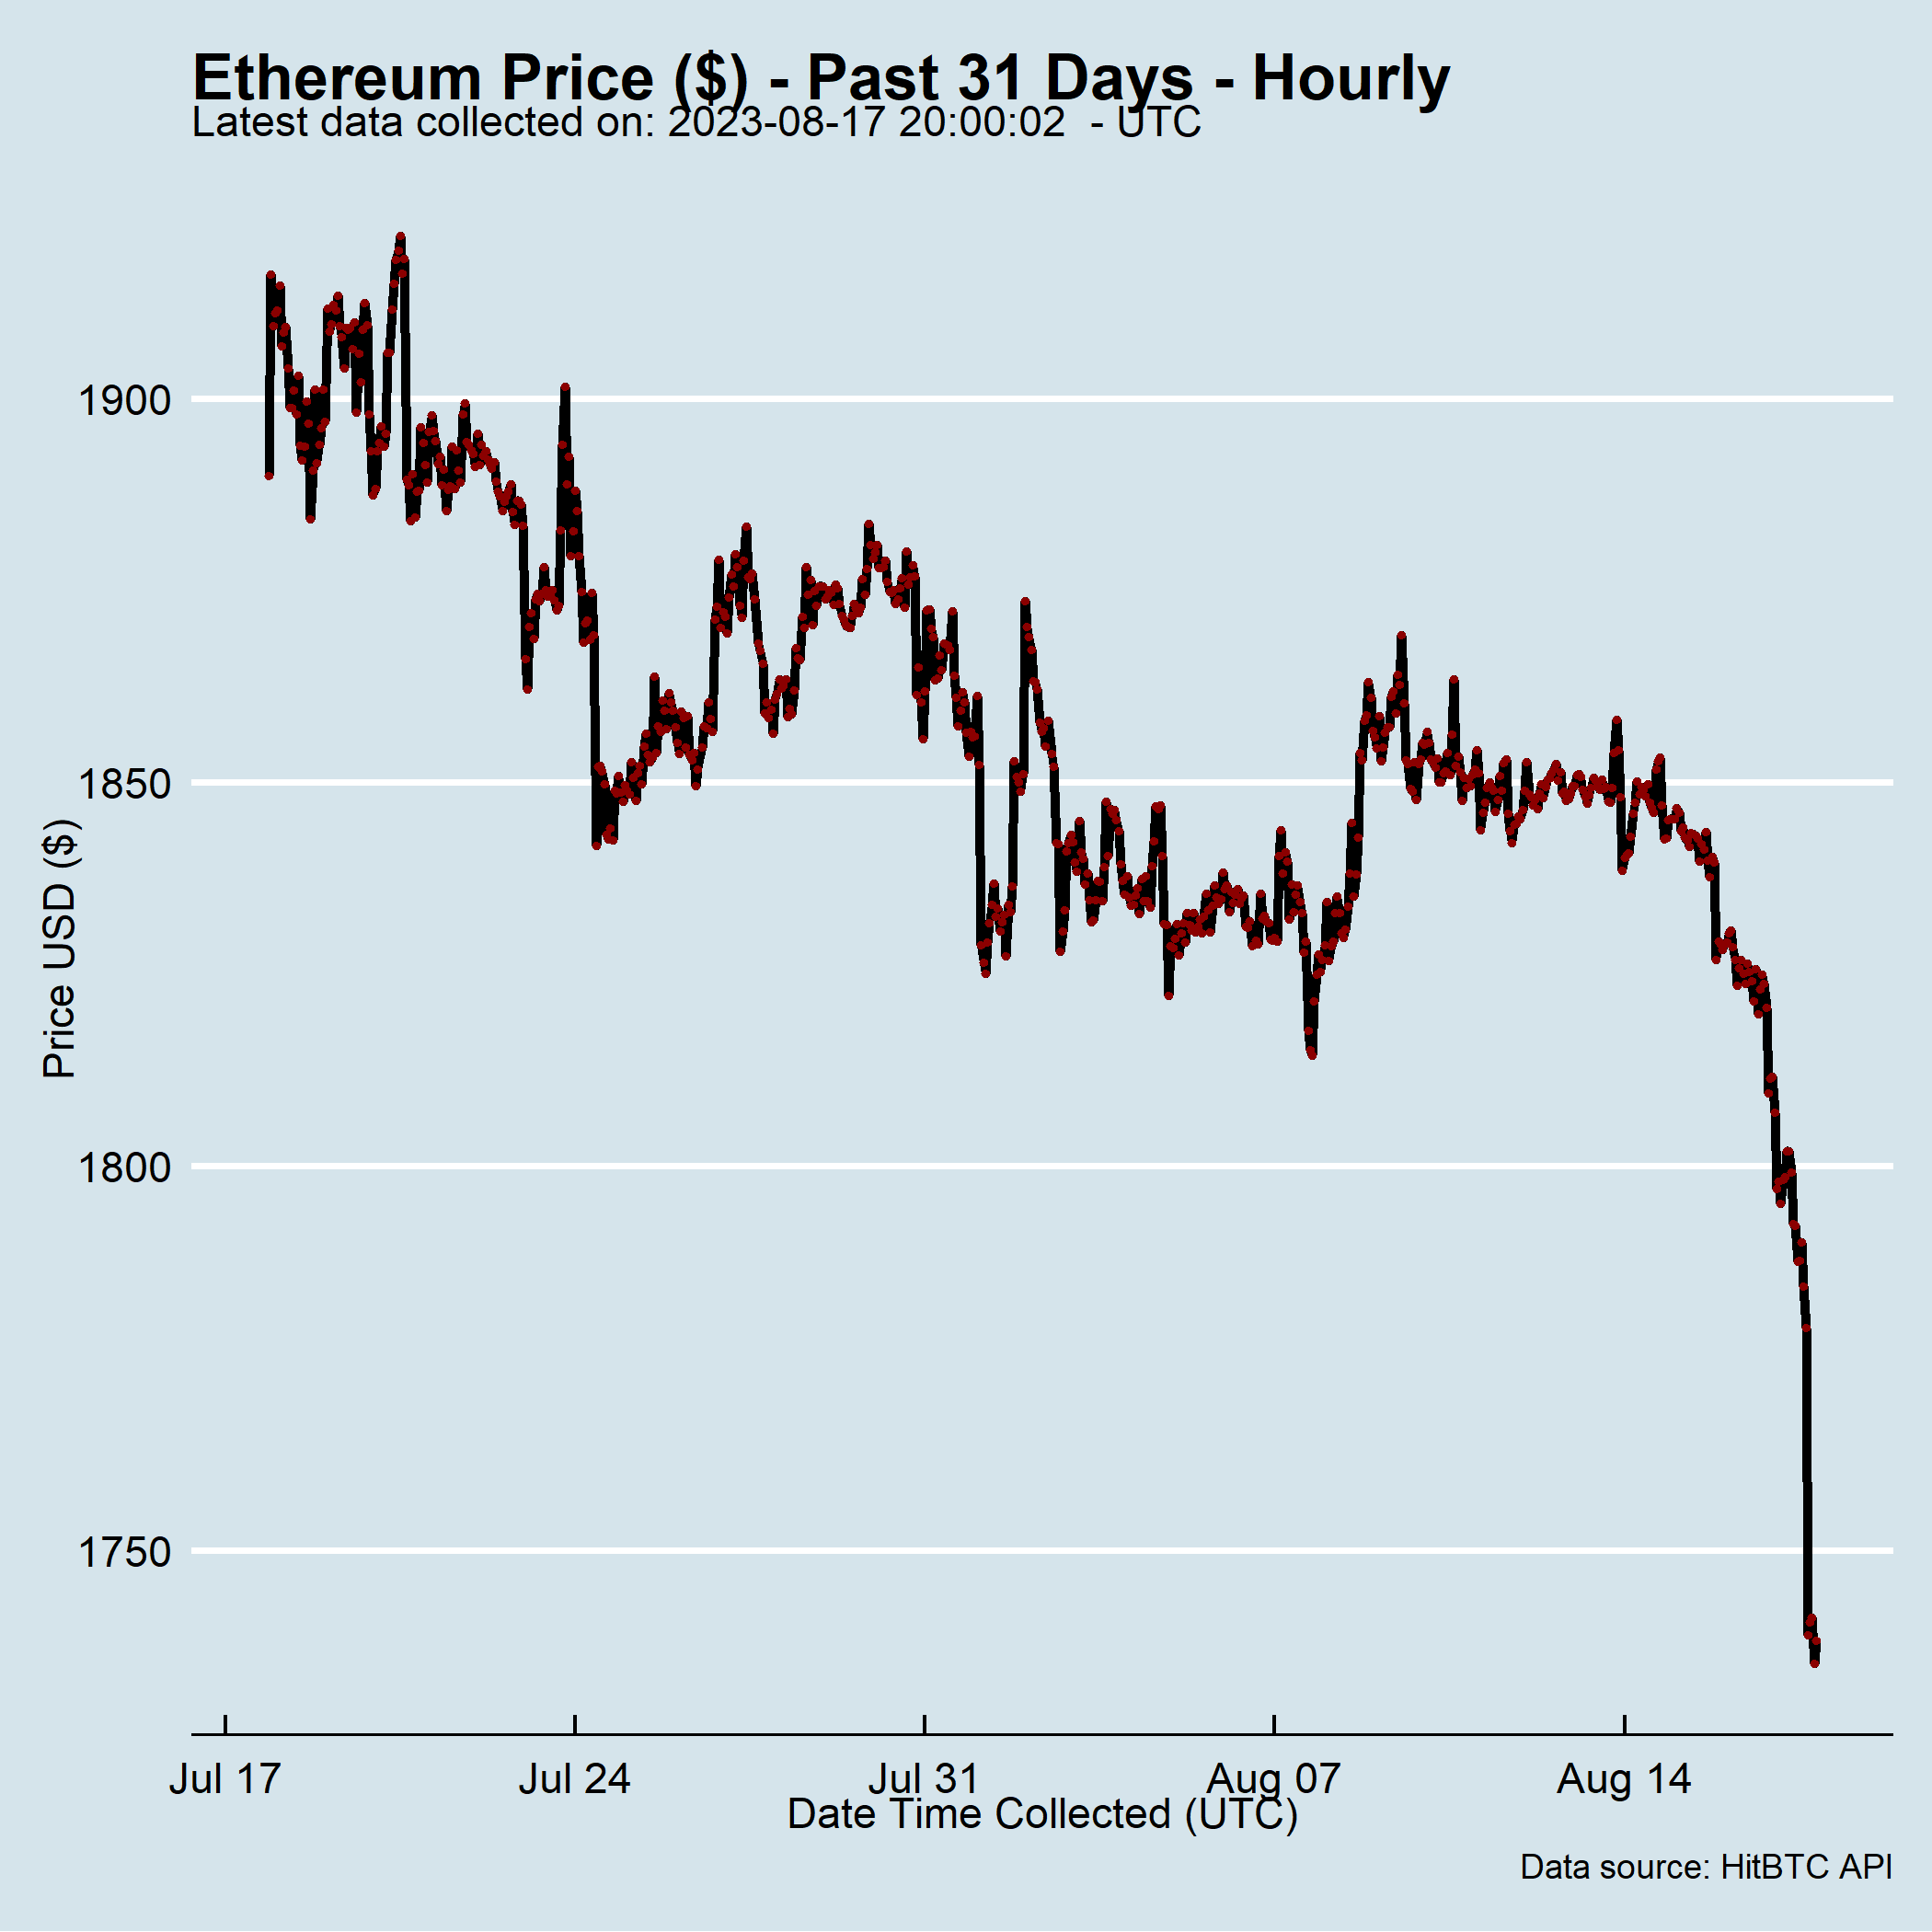 Ethereum Price ($) - Past 31 Days - Hourly
Latest data collected on: 2023-08-17 20:00:02  - UTC
1900
1850
1800
1750
Price USD ($)
Jul 17
Jul 24
Jul 31
Aug 07
Aug 14
Date Time Collected (UTC)
Data source: HitBTC API